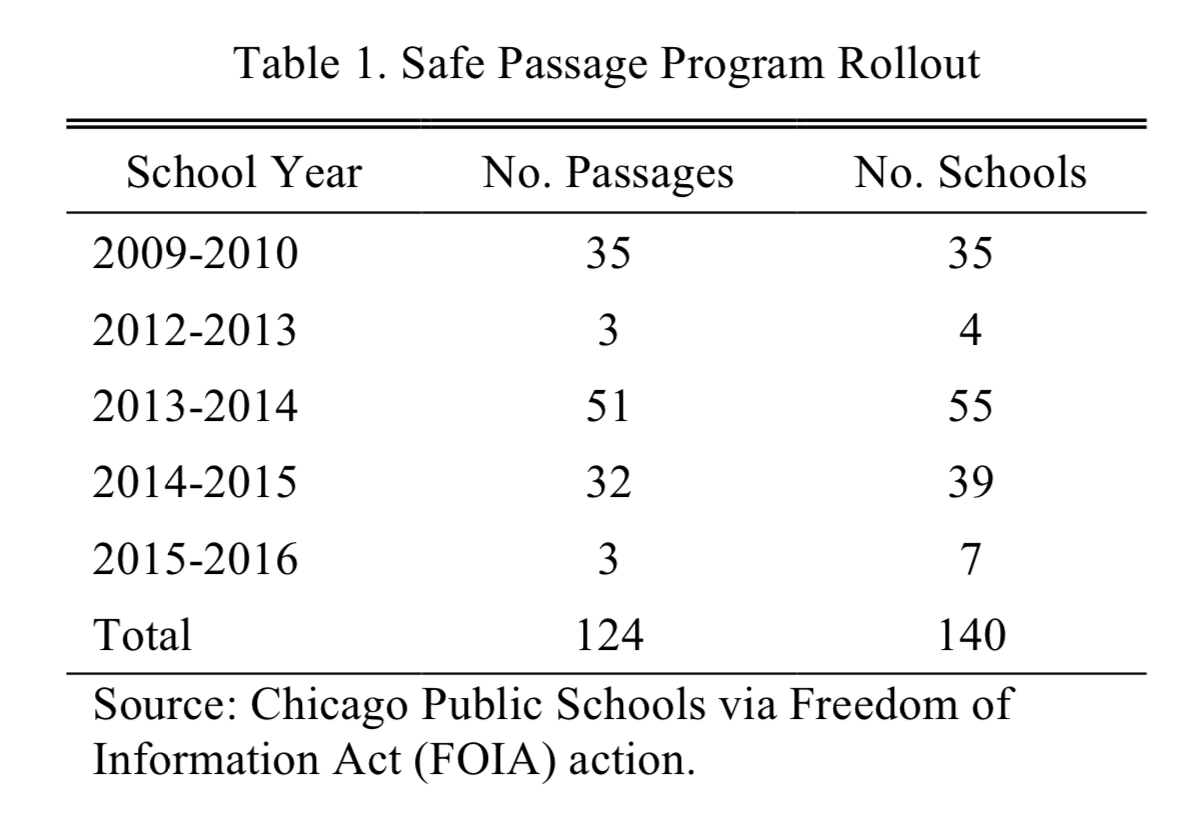 Table 1. Safe Passage Program Rollout
School Year No. Passages No. Schools
2009-2010 35 35
2012-2013 3 4
2013-2014 51 55
2014-2015 32 39
2015-2016 3 7
Total 124 140
Source: Chicago Public Schools via Freedom of
Information Act (FOIA) action.